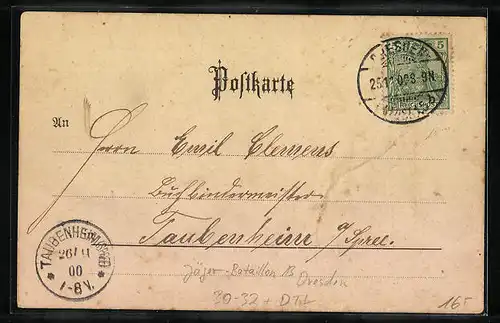 Postkarte
DRESDEN
5
25.11.00. 8-9N.
An
Herrn Emil Clemens
Buchbindermeister
Taubenheim a/Spree.
TAUBENHEIM
26/11
00
7-8V.
Jäger-Bataillon 13 Dresden
30-32 + DTL
165